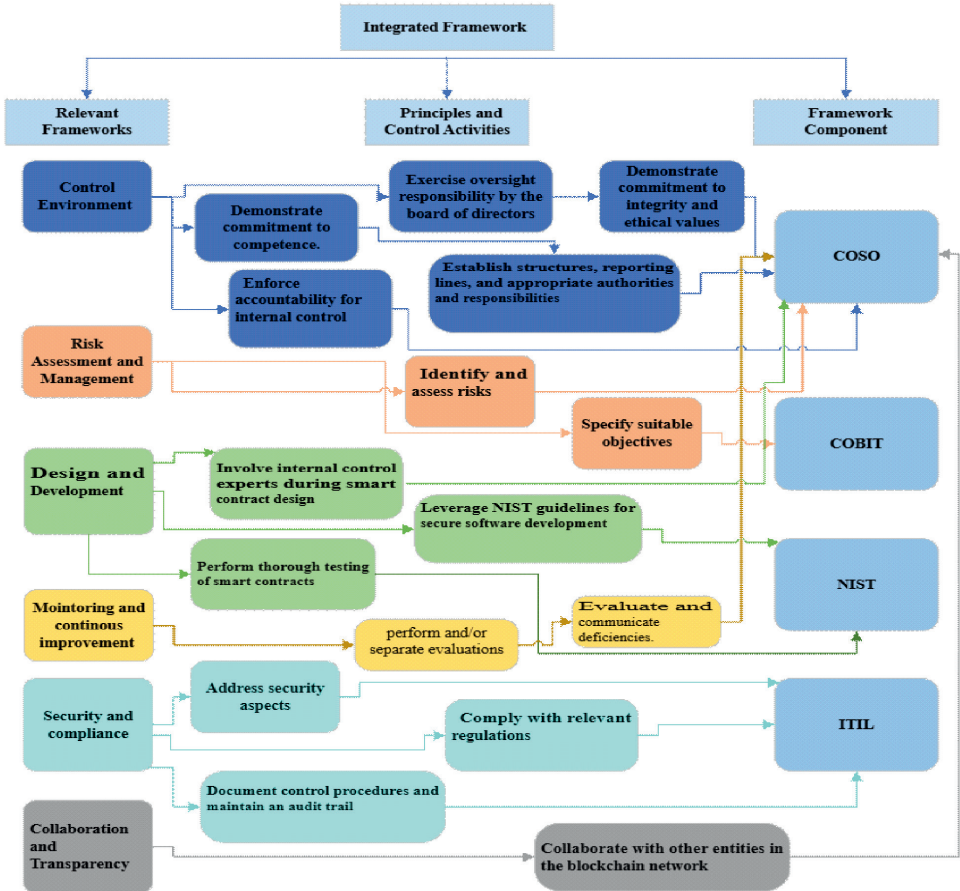 Integrated Framework
Relevant
Frameworks
Principles and
Control Activities
Framework
Component
Control
Environment
Exercise oversight
responsibility by the
board of directors
Demonstrate
commitment to
integrity and
ethical values
Demonstrate
commitment to
competence.
Establish structures, reporting
lines, and appropriate authorities
and responsibilities
COSO
Enforce
accountability for
internal control
Risk
Assessment and
Management
Identify and
assess risks
Specify suitable
objectives
COBIT
Design and
Development
Involve internal control
experts during smart
contract design
Leverage NIST guidelines for
secure software development
Perform thorough testing
of smart contracts
NIST
Mointoring and
continous
improvement
perform and/or
separate evaluations
Evaluate and
communicate
deficiencies.
Security and
compliance
Address security
aspects
Comply with relevant
regulations
ITIL
Document control procedures and
maintain an audit trail
Collaboration
and
Transparency
Collaborate with other entities in
the blockchain network